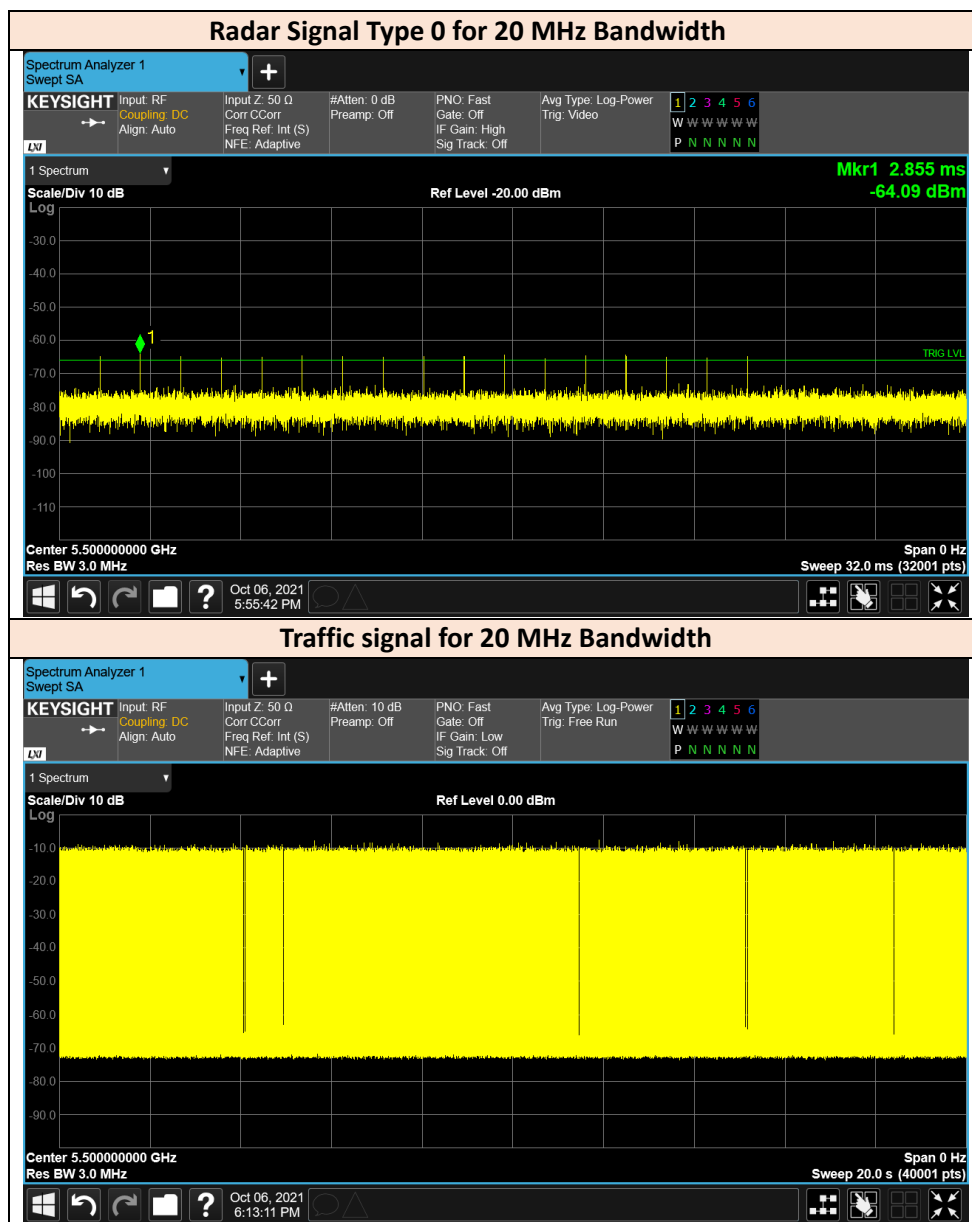 Radar Signal Type 0 for 20 MHz Bandwidth
Spectrum Analyzer 1
Swept SA
KEYSIGHT Input: RF Input Z: 50 Ω #Atten: 0 dB PNO: Fast Avg Type: Log-Power 1 2 3 4 5 6
Coupling: DC Corr CCorr Preamp: Off Gate: Off Trig: Video W W W W W W
Align: Auto Freq Ref: Int (S) IF Gain: High
LXI NFE: Adaptive Sig Track: Off P N N N N N
1 Spectrum Mkr1 2.855 ms
Scale/Div 10 dB Ref Level -20.00 dBm -64.09 dBm
Log
-30.0
-40.0
-50.0
-60.0
1
TRIG LVL
-70.0
-80.0
-90.0
-100
-110
Center 5.500000000 GHz Span 0 Hz
Res BW 3.0 MHz Sweep 32.0 ms (32001 pts)
? Oct 06, 2021
5:55:42 PM
Traffic signal for 20 MHz Bandwidth
Spectrum Analyzer 1
Swept SA
KEYSIGHT Input: RF Input Z: 50 Ω #Atten: 10 dB PNO: Fast Avg Type: Log-Power 1 2 3 4 5 6
Coupling: DC Corr CCorr Preamp: Off Gate: Off Trig: Free Run W W W W W W
Align: Auto Freq Ref: Int (S) IF Gain: Low
LXI NFE: Adaptive Sig Track: Off P N N N N N
1 Spectrum
Scale/Div 10 dB Ref Level 0.00 dBm
Log
-10.0
-20.0
-30.0
-40.0
-50.0
-60.0
-70.0
-80.0
-90.0
Center 5.500000000 GHz Span 0 Hz
Res BW 3.0 MHz Sweep 20.0 s (40001 pts)
? Oct 06, 2021
6:13:11 PM